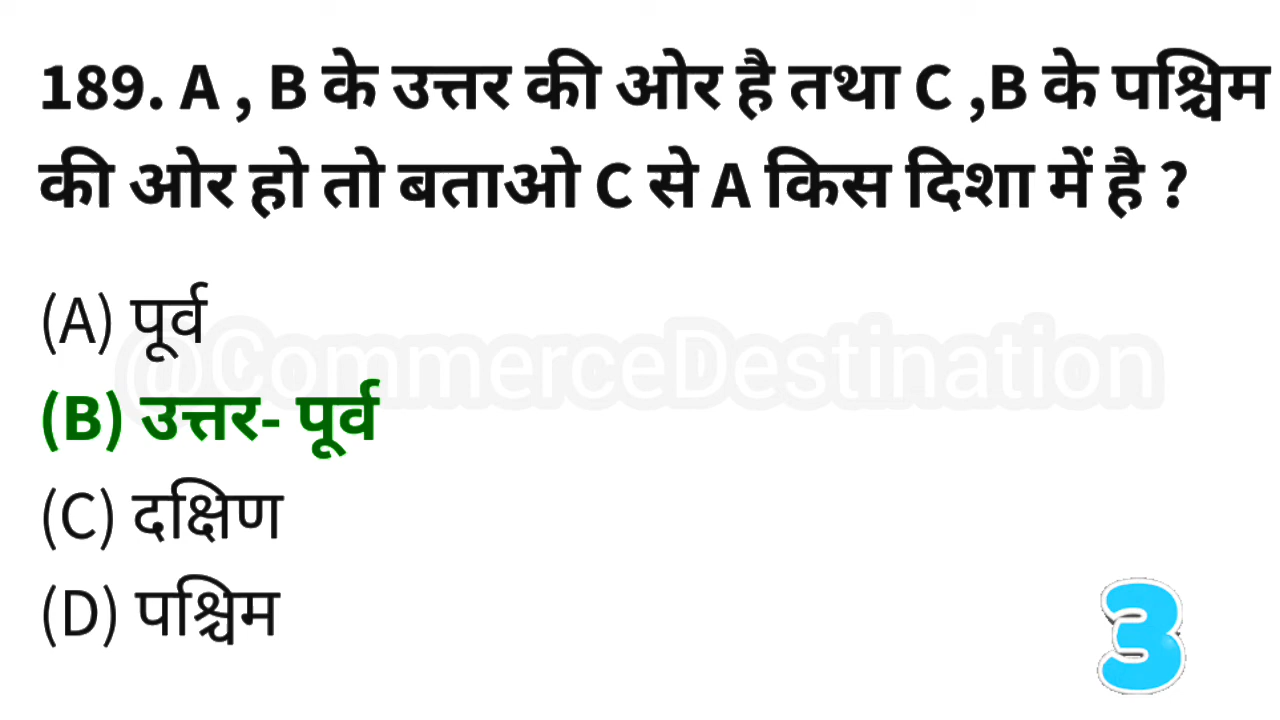 189. A , B के उत्तर की ओर है तथा C ,B के पश्चिम
की ओर हो तो बताओ C से A किस दिशा में है ?
(A) पूर्व
@CommerceDestination
(B) उत्तर- पूर्व
(C) दक्षिण
(D) पश्चिम
3